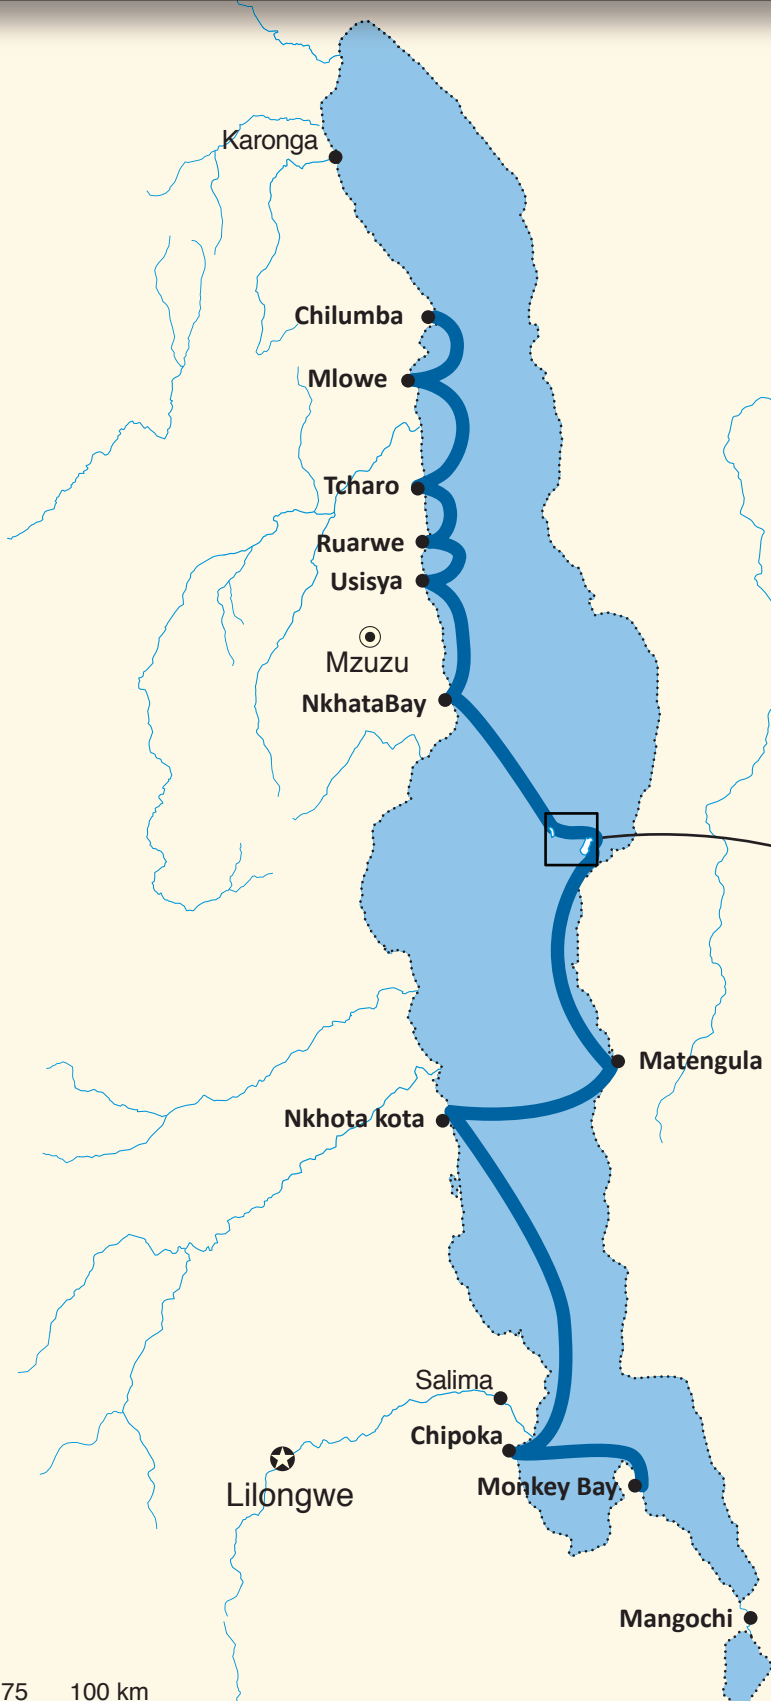 Karonga
Chilumba
Mlowe
Tcharo
Ruarwe
Usisya
Mzuzu
NkhataBay
Matengula
Nkhota kota
Salima
Chipoka
Lilongwe
Monkey Bay
Mangochi
75 100 km